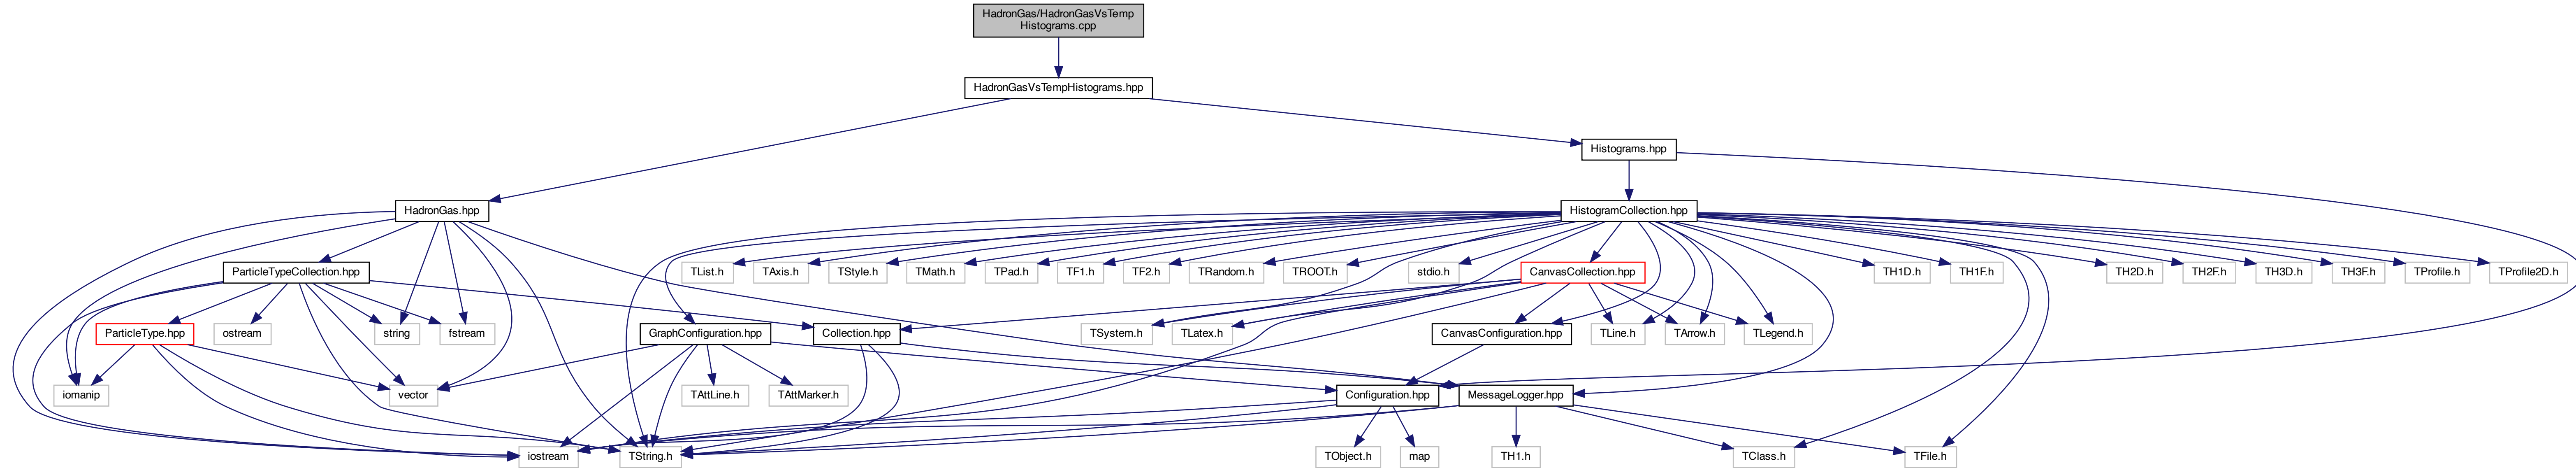 HadronGas/HadronGasVsTemp
Histograms.cpp
HadronGasVsTempHistograms.hpp
Histograms.hpp
HadronGas.hpp
HistogramCollection.hpp
ParticleTypeCollection.hpp
TList.h
TAxis.h
TStyle.h
TMath.h
TPad.h
TF1.h
TF2.h
TRandom.h
TROOT.h
stdio.h
CanvasCollection.hpp
TH1D.h
TH1F.h
TH2D.h
TH2F.h
TH3D.h
TH3F.h
TProfile.h
TProfile2D.h
ParticleType.hpp
ostream
string
fstream
GraphConfiguration.hpp
Collection.hpp
TSystem.h
TLatex.h
CanvasConfiguration.hpp
TLine.h
TArrow.h
TLegend.h
iomanip
vector
TAttLine.h
TAttMarker.h
Configuration.hpp
MessageLogger.hpp
iostream
TString.h
TObject.h
map
TH1.h
TClass.h
TFile.h